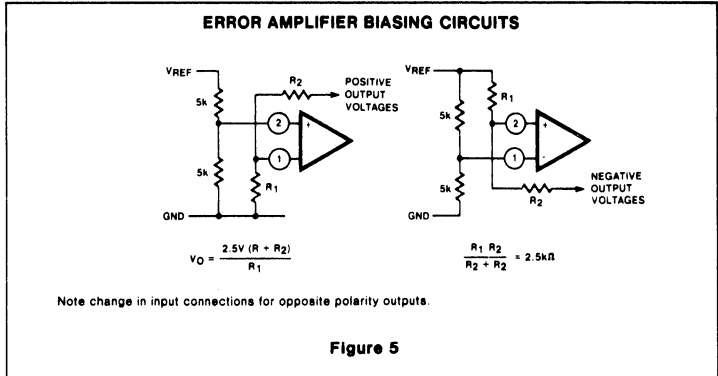 ERROR AMPLIFIER BIASING CIRCUITS
VREF
5k
5k
GND
R2
POSITIVE
OUTPUT
VOLTAGES
2
1
+
R1
VO = 2.5V (R + R2) / R1
VREF
5k
5k
GND
R1
2
1
+
-
R2
NEGATIVE
OUTPUT
VOLTAGES
R1 R2 / R2 + R2 = 2.5kΩ
Note change in input connections for opposite polarity outputs.
Figure 5